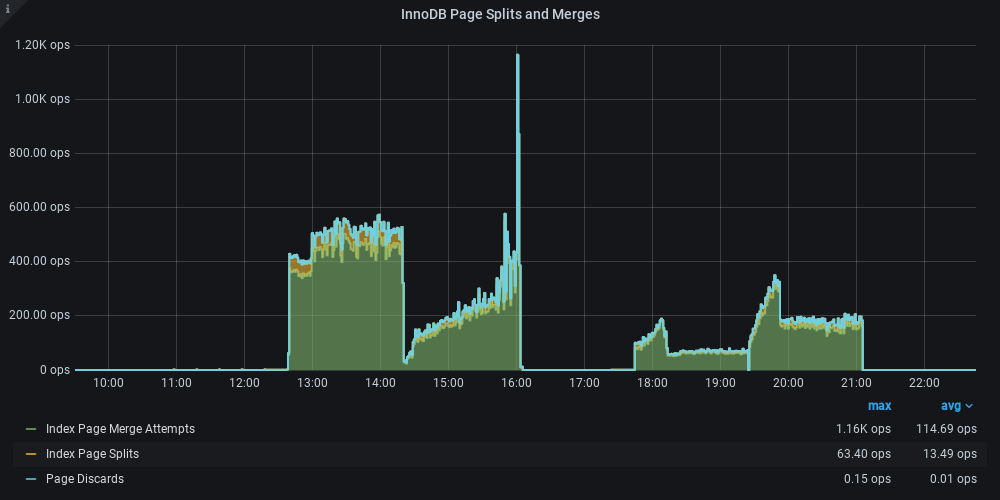 i
InnoDB Page Splits and Merges
1.20K ops
1.00K ops
800.00 ops
600.00 ops
400.00 ops
200.00 ops
0 ops
10:00 11:00 12:00 13:00 14:00 15:00 16:00 17:00 18:00 19:00 20:00 21:00 22:00
max avg
Index Page Merge Attempts 1.16K ops 114.69 ops
Index Page Splits 63.40 ops 13.49 ops
Page Discards 0.15 ops 0.01 ops